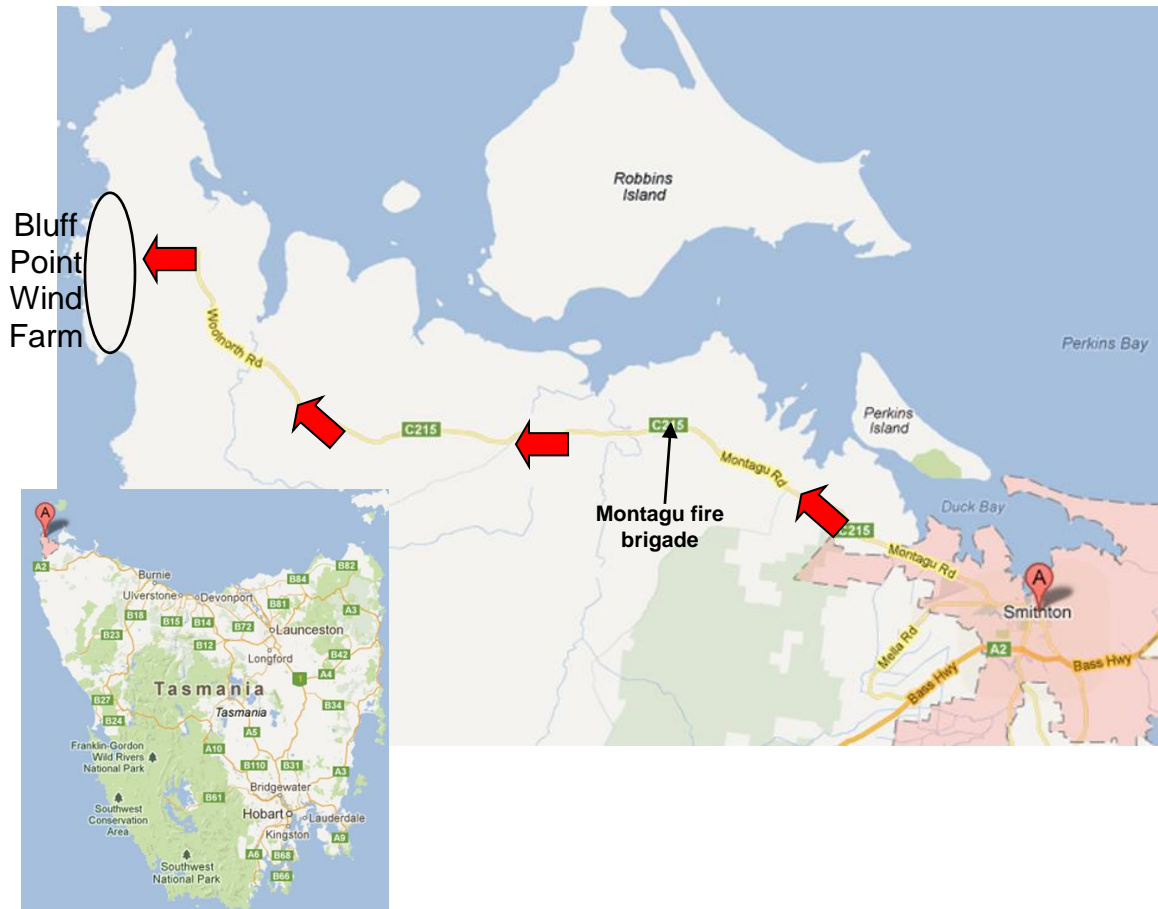 Robbins
Island
Bluff
Point
Wind
Farm
Woolnorth Rd
Perkins Bay
Perkins
Island
C215
C215
Montagu Rd
Montagu fire
brigade
Duck Bay
C215
Montagu Rd
A
Smithton
Mella Rd
A2
Bass Hwy
Bass Hwy
A
A2
Burnie
Ulverstone
Devonport
B82
B84
B81
A3
B18
B15
B14
B72
Launceston
B23
B12
Longford
B42
A4
1
Tasmania
Tasmania
B34
B27
B24
A5
Franklin-Gordon
Wild Rivers
National Park
A10
B110
B31
A3
Bridgewater
B61
Southwest
Conservation
Area
Hobart
Lauderdale
Kingston
A9
A6
B68
Southwest
National Park
B66